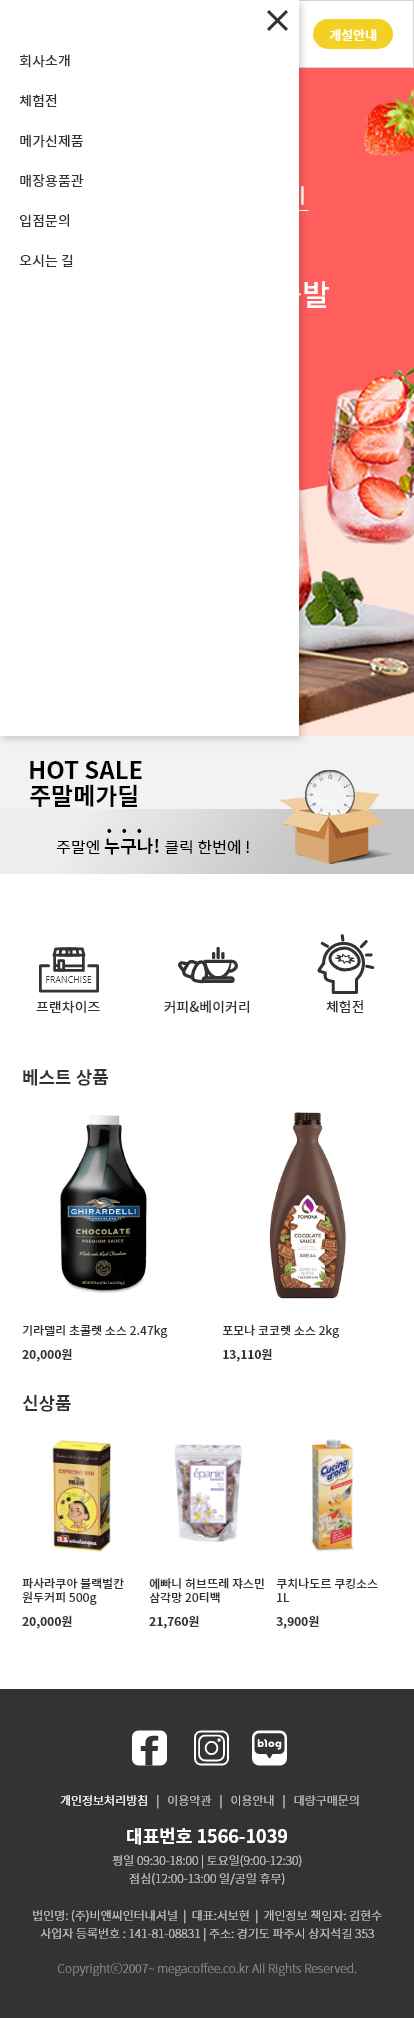 개설안내
회사소개
체험전
메가신제품
매장용품관
입점문의
오시는 길
발
HOT SALE
주말메가딜
주말엔 누구나! 클릭 한번에 !
FRANCHISE
프랜차이즈
커피&베이커리
체험전
베스트 상품
GHIRARDELLI
CHOCOLATE
PREMIUM SAUCE
POMONA
COCOLATE
SAUCE
기라델리 초콜렛 소스 2.47kg
포모나 코코렛 소스 2kg
20,000원
13,110원
신상품
épanie
Cucina
d'oro
파사라쿠아 블랙벌칸
원두커피 500g
20,000원
에빠니 허브뜨레 쟈스민
삼각망 20티백
21,760원
쿠치나도르 쿠킹소스
1L
3,900원
blog
개인정보처리방침 | 이용약관 | 이용안내 | 대량구매문의
대표번호 1566-1039
평일 09:30-18:00 | 토요일(9:00-12:30)
점심(12:00-13:00 일/공일 휴무)
법인명: (주)비앤씨인터내셔널 | 대표:서보현 | 개인정보 책임자: 김현수
사업자 등록번호 : 141-81-08831 | 주소: 경기도 파주시 상지석길 353
Copyrightⓒ2007~ megacoffee.co.kr All Rights Reserved.